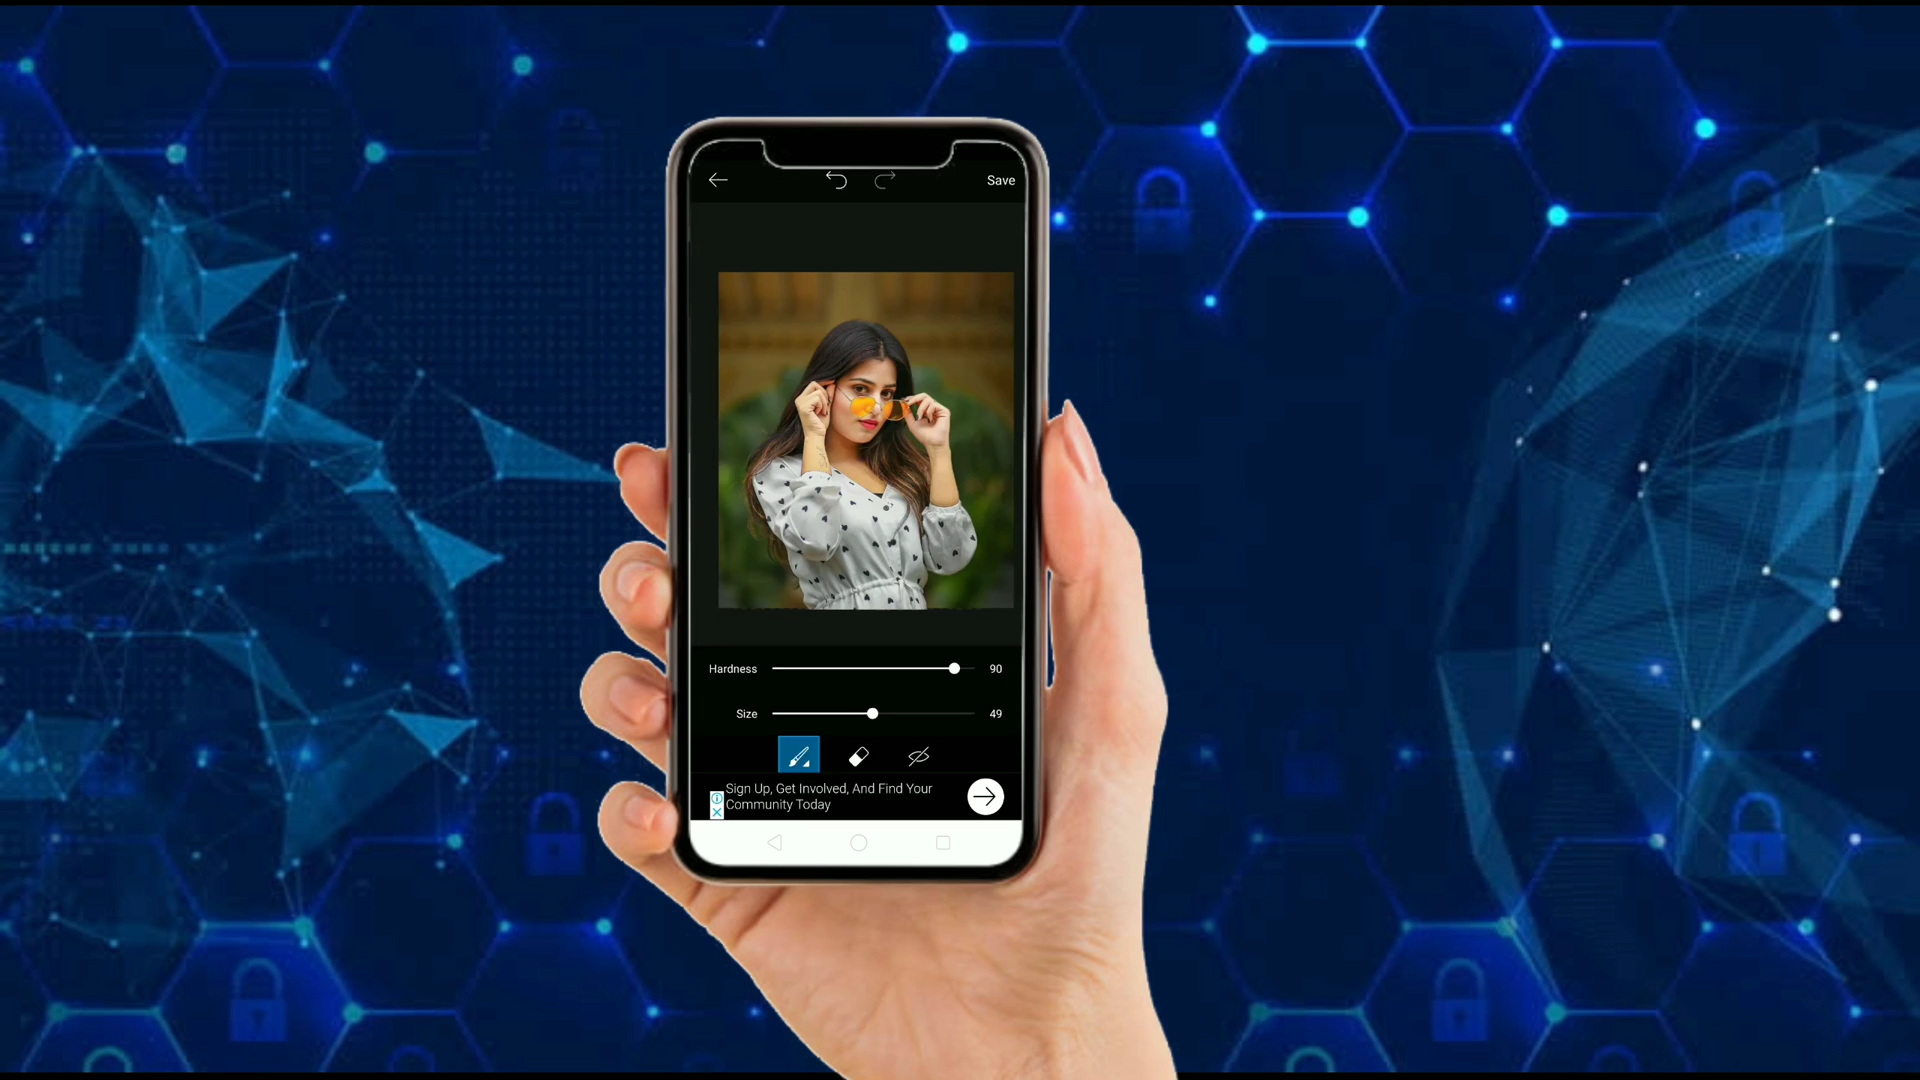 Save
Hardness 90
Size 49
Sign Up, Get Involved, And Find Your
Community Today